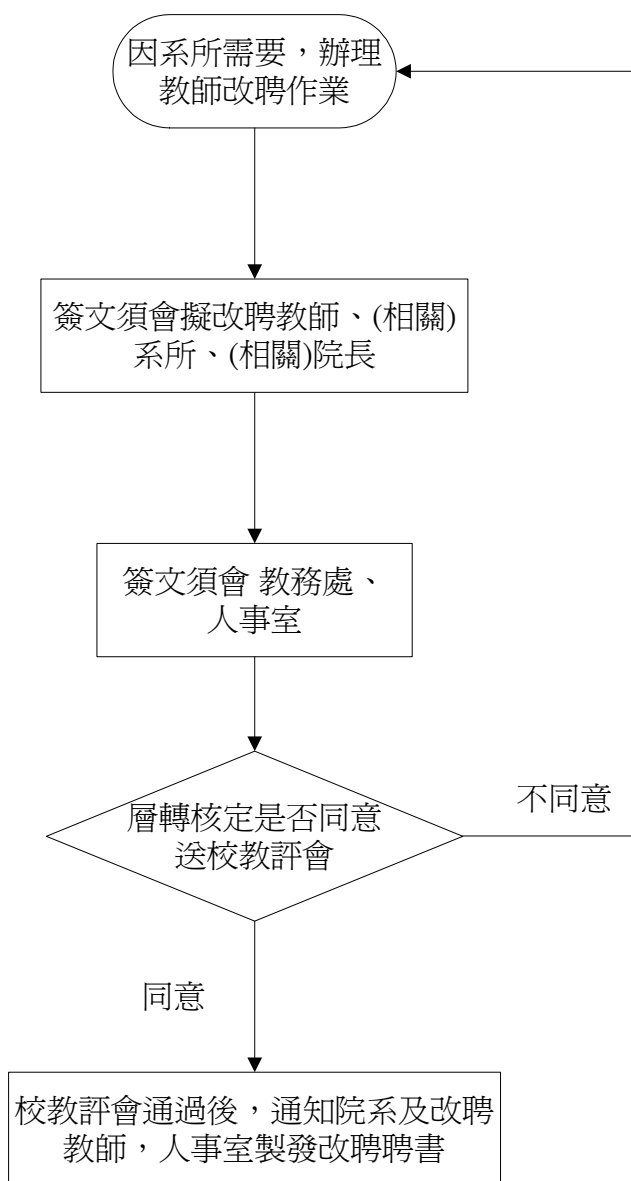 因系所需要，辦理
教師改聘作業
簽文須會擬改聘教師、(相關)
系所、(相關)院長
簽文須會 教務處、
人事室
層轉核定是否同意
送校教評會
不同意
同意
校教評會通過後，通知院系及改聘
教師，人事室製發改聘聘書